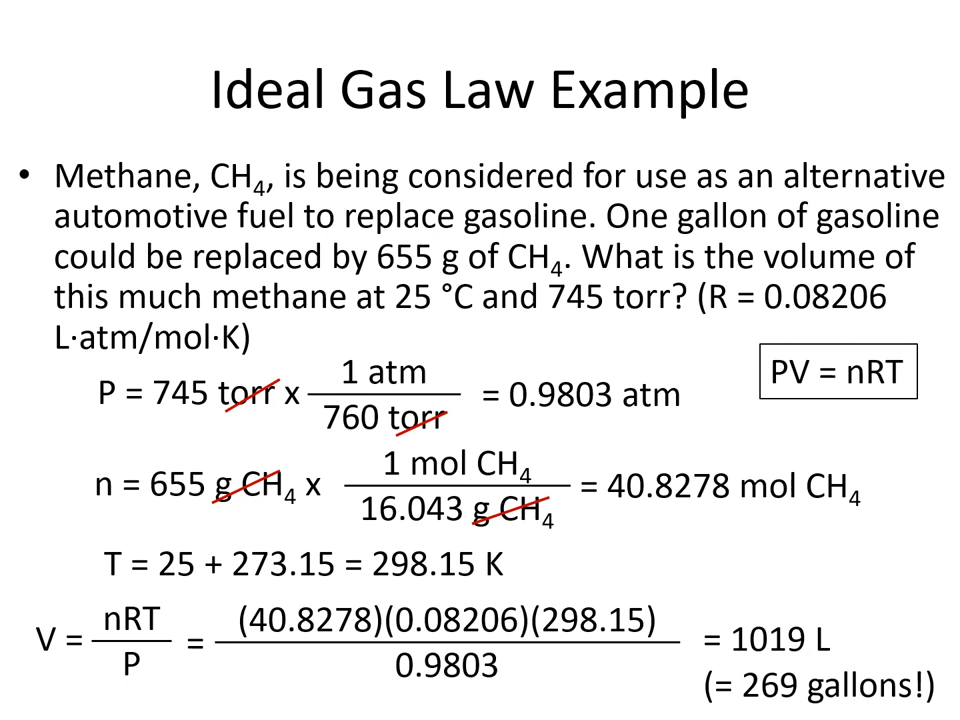 Ideal Gas Law Example
• Methane, CH₄, is being considered for use as an alternative
automotive fuel to replace gasoline. One gallon of gasoline
could be replaced by 655 g of CH₄. What is the volume of
this much methane at 25 °C and 745 torr? (R = 0.08206
L·atm/mol·K)
PV = nRT
P = 745 torr x 1 atm / 760 torr = 0.9803 atm
n = 655 g CH₄ x 1 mol CH₄ / 16.043 g CH₄ = 40.8278 mol CH₄
T = 25 + 273.15 = 298.15 K
V = nRT / P = (40.8278)(0.08206)(298.15) / 0.9803 = 1019 L
(= 269 gallons!)